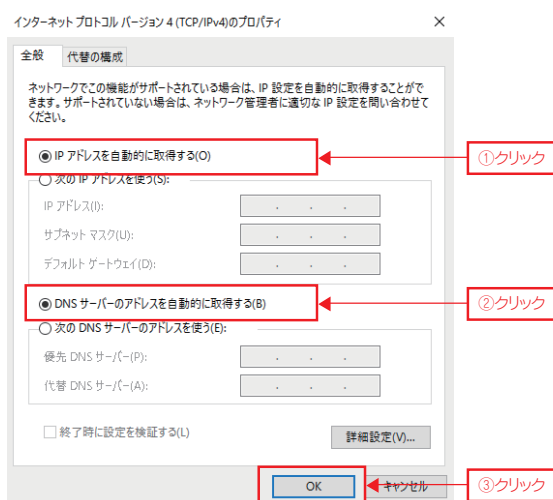 インターネット プロトコル バージョン 4 (TCP/IPv4)のプロパティ
全般 代替の構成
ネットワークでこの機能がサポートされている場合は、IP 設定を自動的に取得することがで
きます。サポートされていない場合は、ネットワーク管理者に適切な IP 設定を問い合わせて
ください。
IP アドレスを自動的に取得する(O)
①クリック
次の IP アドレスを使う(S):
IP アドレス(I):
サブネット マスク(U):
デフォルト ゲートウェイ(D):
DNS サーバーのアドレスを自動的に取得する(B)
②クリック
次の DNS サーバーのアドレスを使う(E):
優先 DNS サーバー(P):
代替 DNS サーバー(A):
終了時に設定を検証する(L)
詳細設定(V)...
OK キャンセル
③クリック